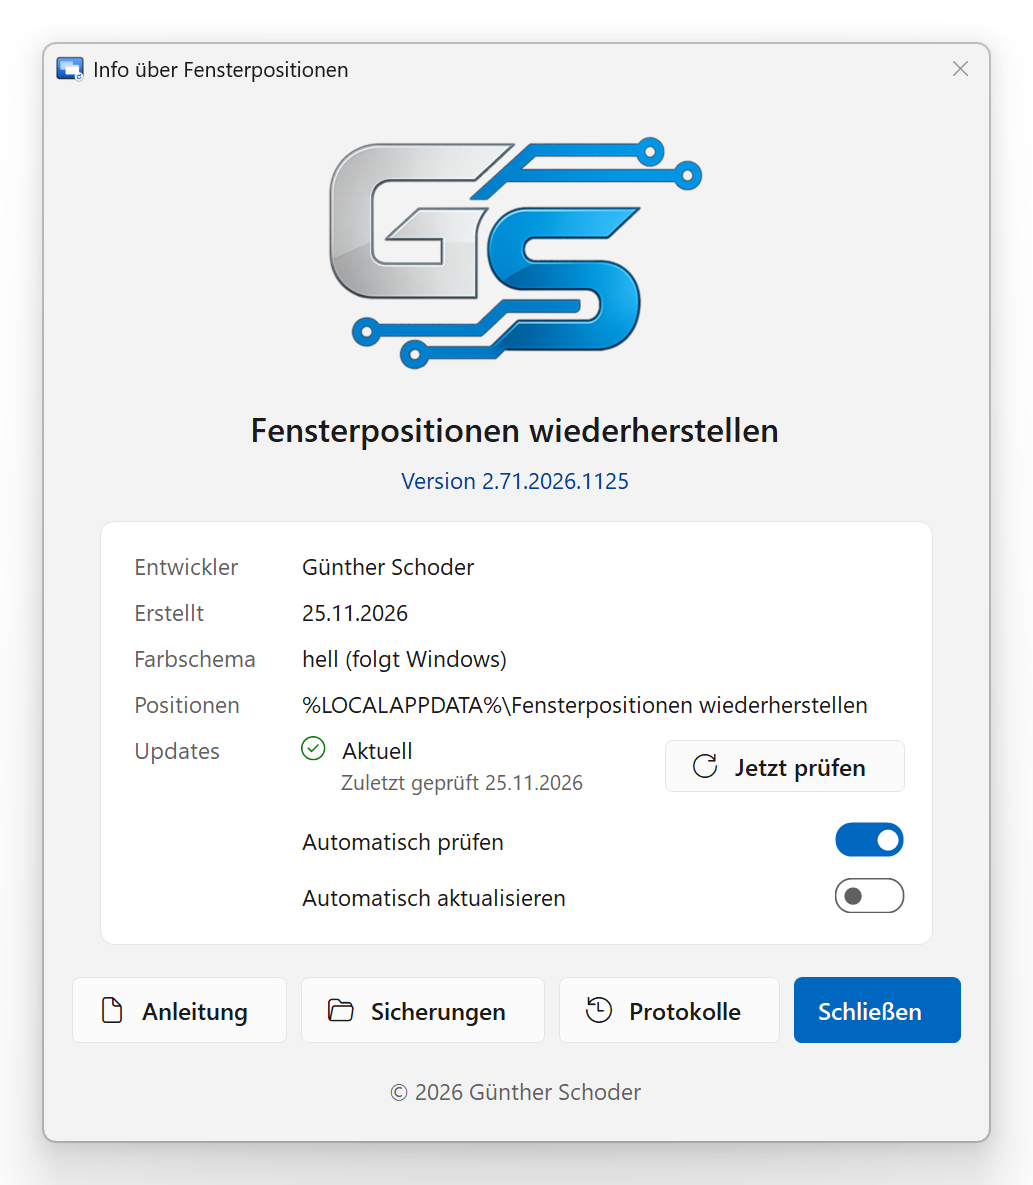 Info über Fensterpositionen
GS
Fensterpositionen wiederherstellen
Version 2.71.2026.1125
Entwickler Günther Schoder
Erstellt 25.11.2026
Farbschema hell (folgt Windows)
Positionen %LOCALAPPDATA%\Fensterpositionen wiederherstellen
Updates Aktuell Jetzt prüfen
Zuletzt geprüft 25.11.2026
Automatisch prüfen
Automatisch aktualisieren
Anleitung Sicherungen Protokolle Schließen
© 2026 Günther Schoder